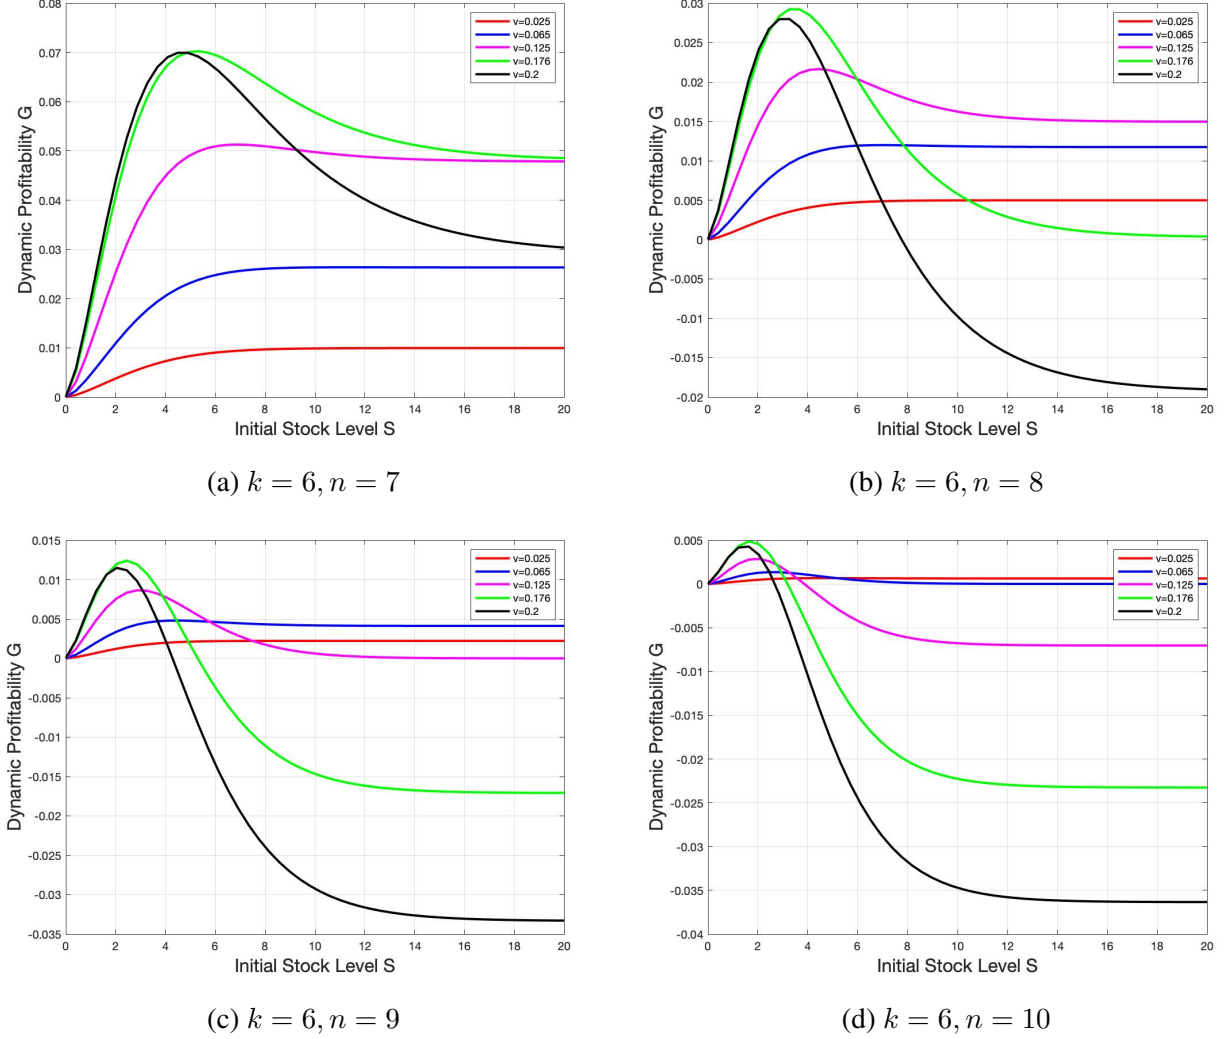 0.08
0.07
0.06
0.05
0.04
0.03
0.02
0.01
0
0 2 4 6 8 10 12 14 16 18 20
Dynamic Profitability G
Initial Stock Level S
v=0.025
v=0.065
v=0.125
v=0.176
v=0.2
(a) k = 6, n = 7
0.03
0.025
0.02
0.015
0.01
0.005
0
-0.005
-0.01
-0.015
-0.02
0 2 4 6 8 10 12 14 16 18 20
Dynamic Profitability G
Initial Stock Level S
v=0.025
v=0.065
v=0.125
v=0.176
v=0.2
(b) k = 6, n = 8
0.015
0.01
0.005
0
-0.005
-0.01
-0.015
-0.02
-0.025
-0.03
-0.035
0 2 4 6 8 10 12 14 16 18 20
Dynamic Profitability G
Initial Stock Level S
v=0.025
v=0.065
v=0.125
v=0.176
v=0.2
(c) k = 6, n = 9
0.005
0
-0.005
-0.01
-0.015
-0.02
-0.025
-0.03
-0.035
-0.04
0 2 4 6 8 10 12 14 16 18 20
Dynamic Profitability G
Initial Stock Level S
v=0.025
v=0.065
v=0.125
v=0.176
v=0.2
(d) k = 6, n = 10